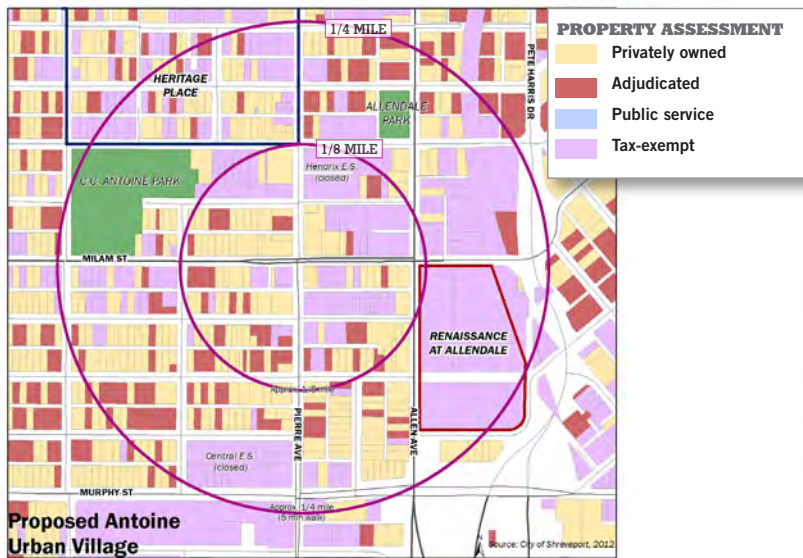 1/4 MILE
PROPERTY ASSESSMENT
Privately owned
Adjudicated
Public service
Tax-exempt
HERITAGE
PLACE
PETE HARRIS DR
ALLENDALE
PARK
1/8 MILE
Hendrix E.S.
(closed)
C.C. ANTOINE PARK
MILAM ST
RENAISSANCE
AT ALLENDALE
PIERRE AVE
ALLEN AVE
Central E.S.
(closed)
MURPHY ST
Approx. 1/4 mile
(5 min walk)
Proposed Antoine
Urban Village
N
Source: City of Shreveport, 2012